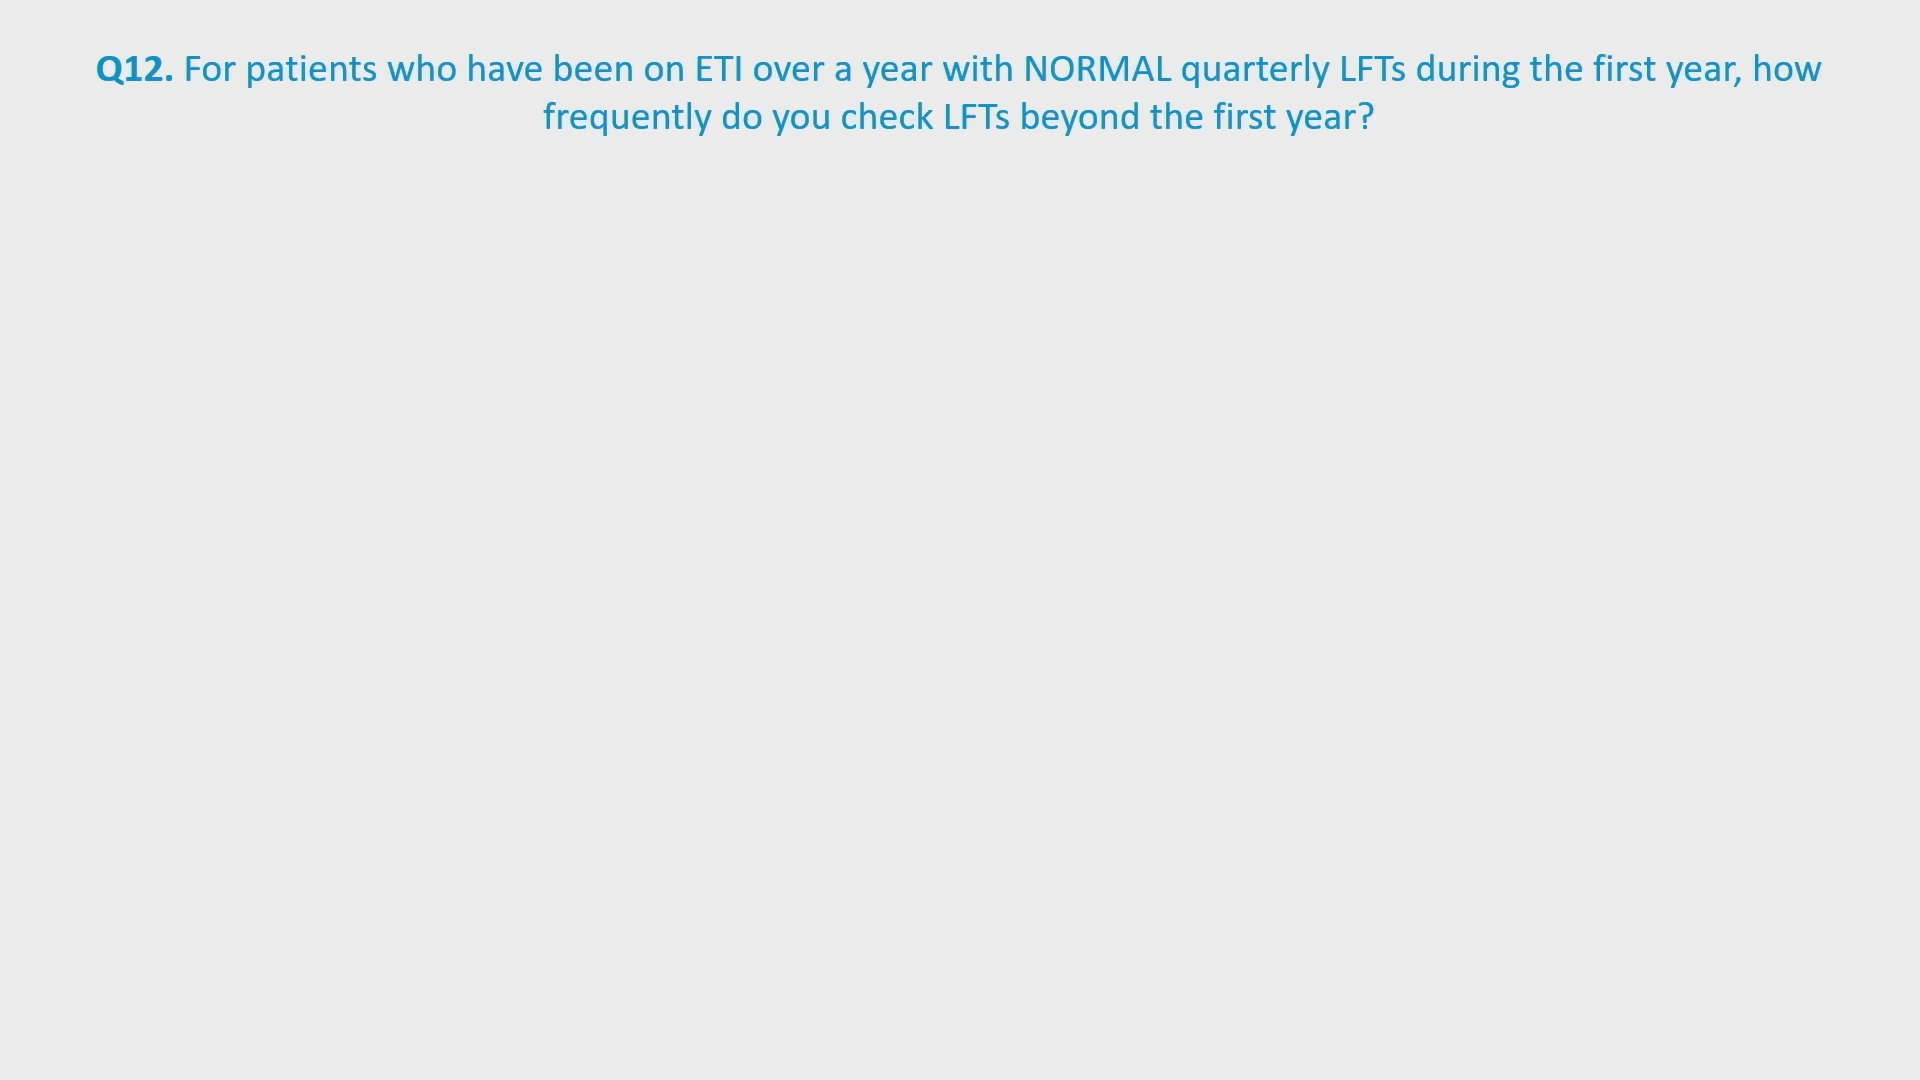 Q12. For patients who have been on ETI over a year with NORMAL quarterly LFTs during the first year, how
frequently do you check LFTs beyond the first year?